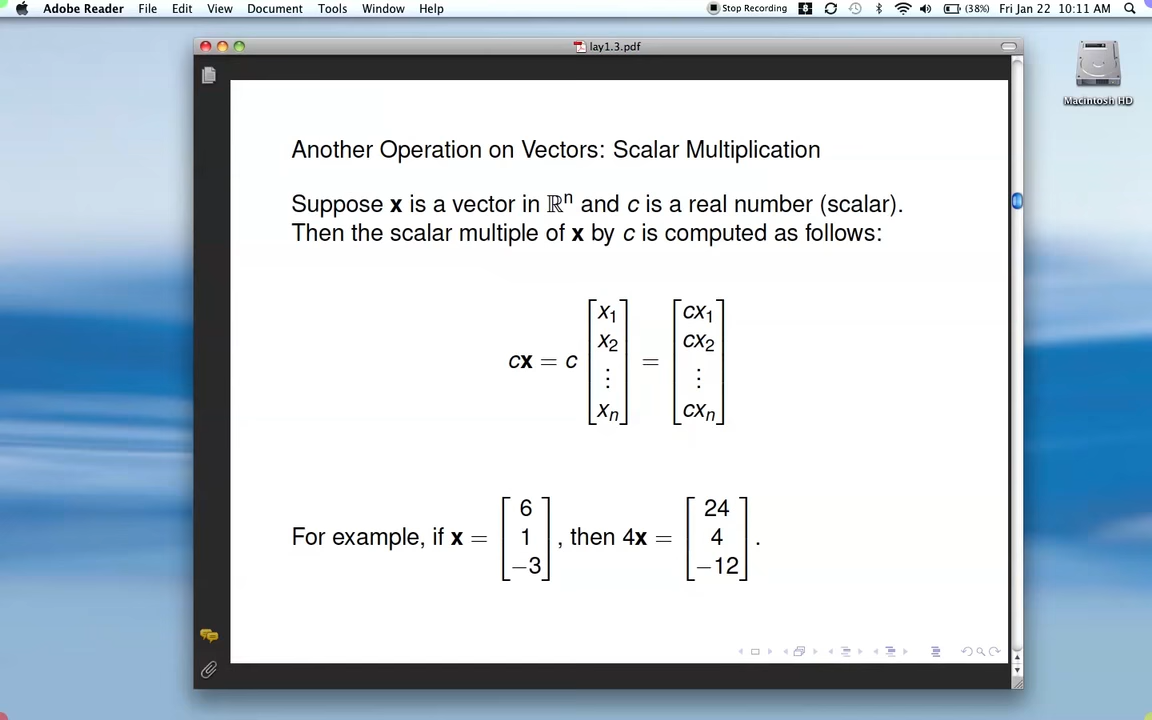 Adobe Reader File Edit View Document Tools Window Help Stop Recording (38%) Fri Jan 22 10:11 AM
lay1.3.pdf
Macintosh HD
Another Operation on Vectors: Scalar Multiplication
Suppose x is a vector in ℝⁿ and c is a real number (scalar).
Then the scalar multiple of x by c is computed as follows:
cx = c [x₁ x₂ ⋮ xₙ] = [cx₁ cx₂ ⋮ cxₙ]
For example, if x = [6 1 −3], then 4x = [24 4 −12].